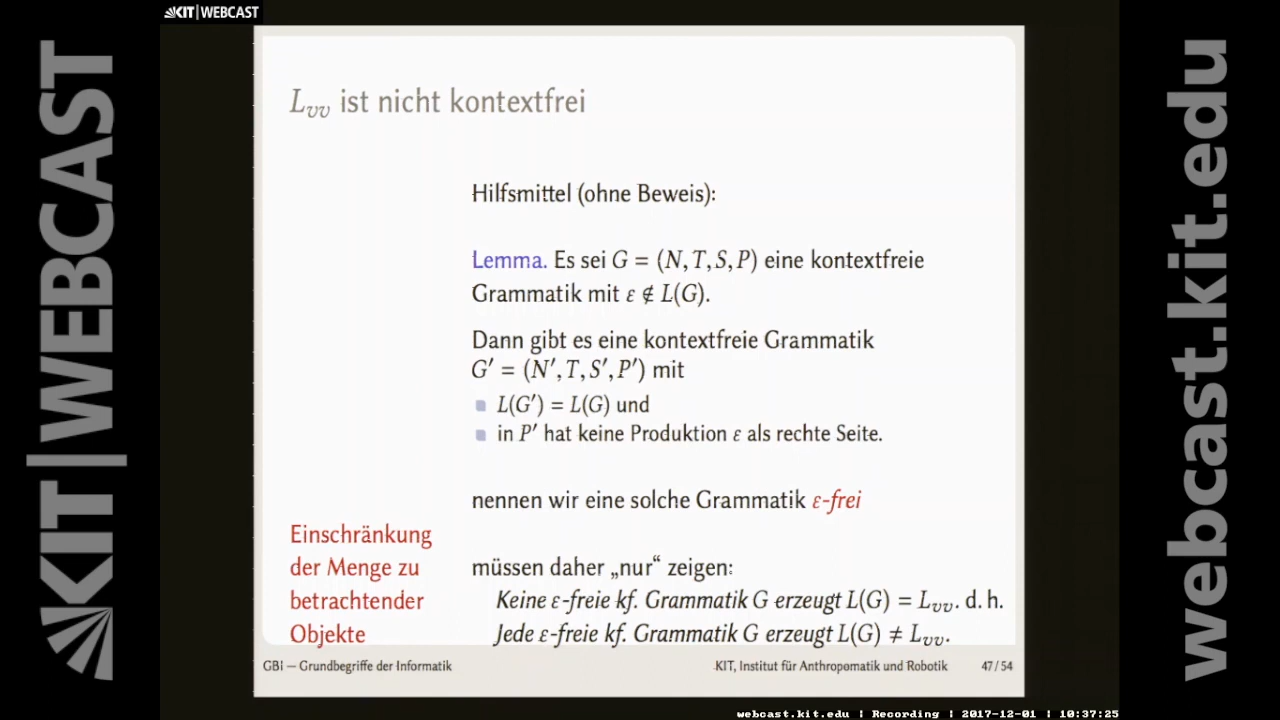 KIT|WEBCAST
KIT|WEBCAST
webcast.kit.edu
L_vv ist nicht kontextfrei
Hilfsmittel (ohne Beweis):
Lemma. Es sei G = (N, T, S, P) eine kontextfreie
Grammatik mit ε ∉ L(G).
Dann gibt es eine kontextfreie Grammatik
G′ = (N′, T, S′, P′) mit
L(G′) = L(G) und
in P′ hat keine Produktion ε als rechte Seite.
nennen wir eine solche Grammatik ε-frei
Einschränkung
der Menge zu
betrachtender
Objekte
müssen daher „nur“ zeigen:
Keine ε-freie kf. Grammatik G erzeugt L(G) = L_vv. d. h.
Jede ε-freie kf. Grammatik G erzeugt L(G) ≠ L_vv.
GBI — Grundbegriffe der Informatik
KIT, Institut für Anthropomatik und Robotik
47 / 54
webcast.kit.edu | Recording | 2017-12-01 | 10:37:25